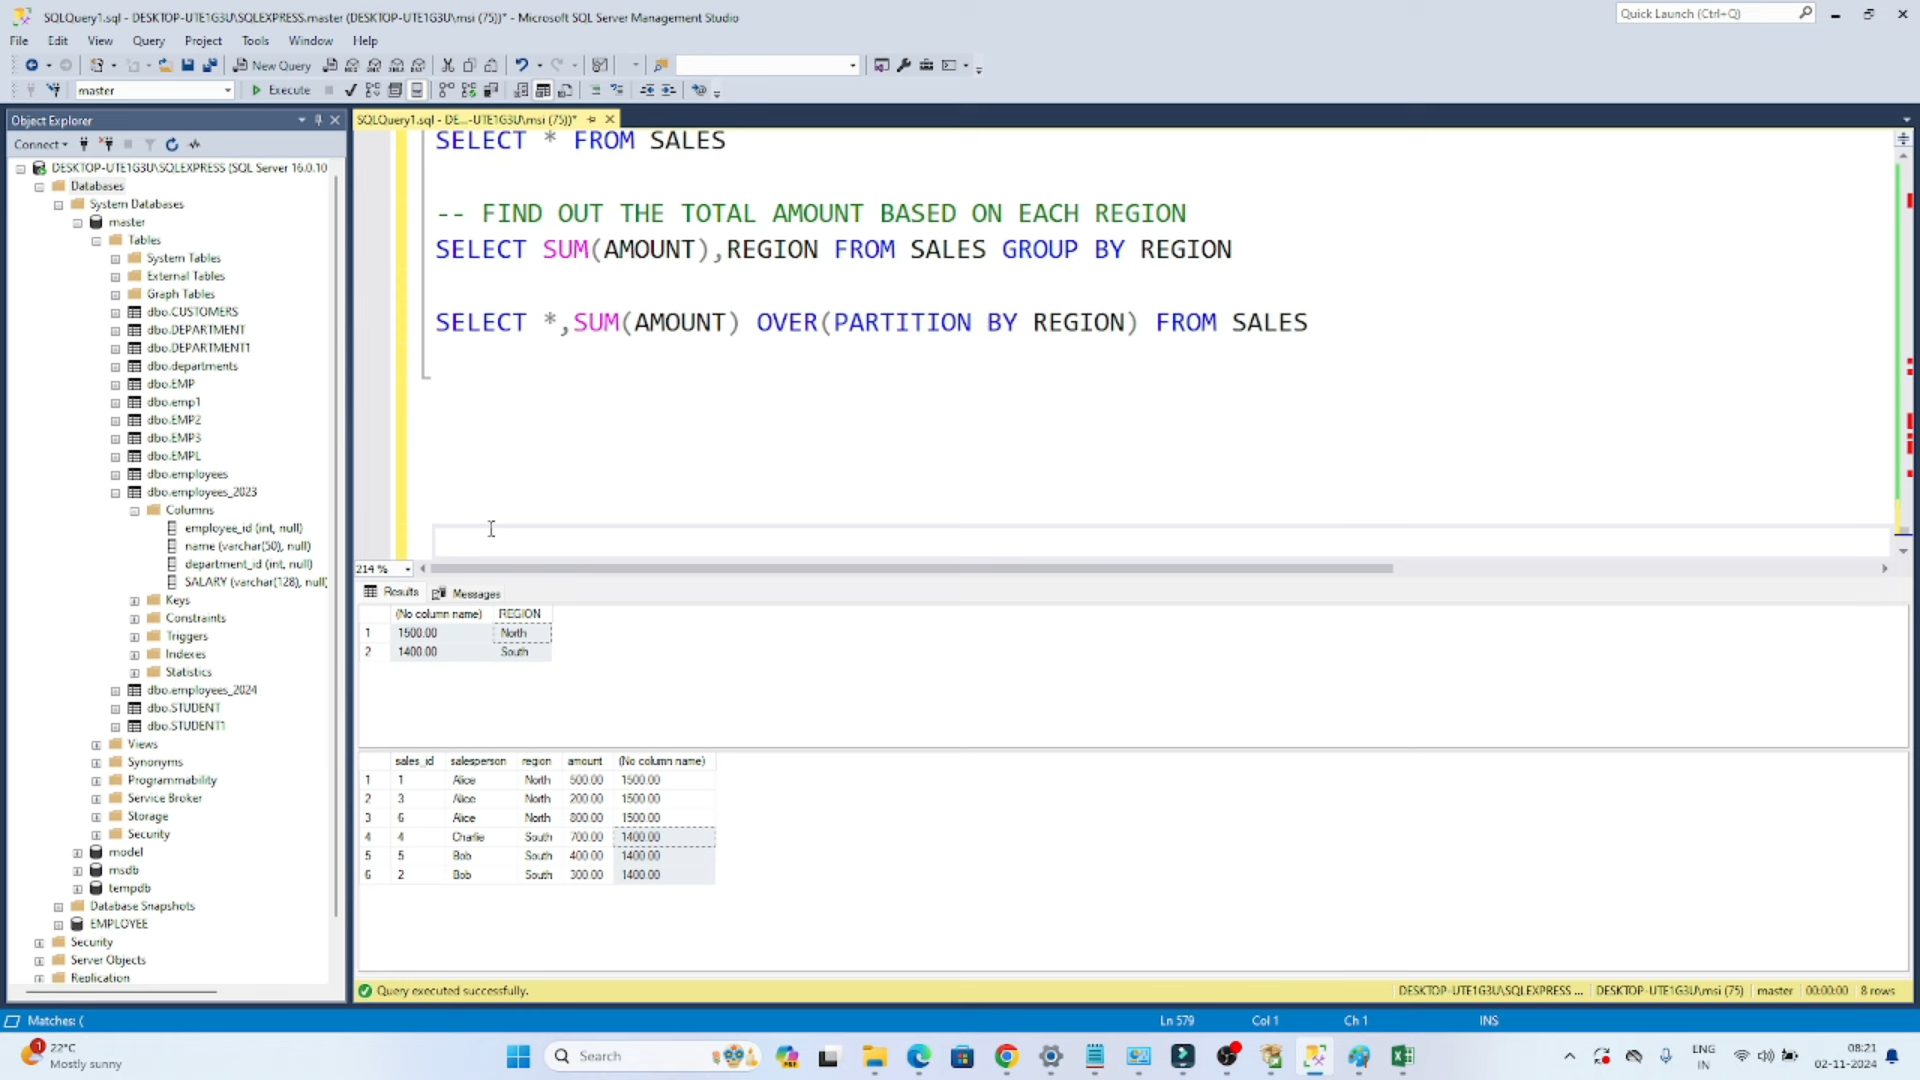 SQLQuery1.sql - DESKTOP-UTE1G3U\SQLEXPRESS.master (DESKTOP-UTE1G3U\msi (75))* - Microsoft SQL Server Management Studio
Quick Launch (Ctrl+Q)
File Edit View Query Project Tools Window Help
New Query
master
Execute
Object Explorer
SQLQuery1.sql - DE...-UTE1G3U\msi (75))*
Connect
DESKTOP-UTE1G3U\SQLEXPRESS (SQL Server 16.0.10
Databases
System Databases
master
Tables
System Tables
External Tables
Graph Tables
dbo.CUSTOMERS
dbo.DEPARTMENT
dbo.DEPARTMENT1
dbo.departments
dbo.EMP
dbo.emp1
dbo.EMP2
dbo.EMP3
dbo.EMPL
dbo.employees
dbo.employees_2023
Columns
employee_id (int, null)
name (varchar(50), null)
department_id (int, null)
SALARY (varchar(128), null)
Keys
Constraints
Triggers
Indexes
Statistics
dbo.employees_2024
dbo.STUDENT
dbo.STUDENT1
Views
Synonyms
Programmability
Service Broker
Storage
Security
model
msdb
tempdb
Database Snapshots
EMPLOYEE
Security
Server Objects
Replication
SELECT * FROM SALES
-- FIND OUT THE TOTAL AMOUNT BASED ON EACH REGION
SELECT SUM(AMOUNT),REGION FROM SALES GROUP BY REGION
SELECT *,SUM(AMOUNT) OVER(PARTITION BY REGION) FROM SALES
214 %
Results Messages
(No column name) REGION
1 1500.00 North
2 1400.00 South
sales_id salesperson region amount (No column name)
1 1 Alice North 500.00 1500.00
2 3 Alice North 200.00 1500.00
3 6 Alice North 800.00 1500.00
4 4 Charlie South 700.00 1400.00
5 5 Bob South 400.00 1400.00
6 2 Bob South 300.00 1400.00
Query executed successfully.
DESKTOP-UTE1G3U\SQLEXPRESS ... DESKTOP-UTE1G3U\msi (75) master 00:00:00 8 rows
Matches: (
Ln 579 Col 1 Ch 1 INS
1
22°C
Mostly sunny
Search
ENG
IN
08:21
02-11-2024